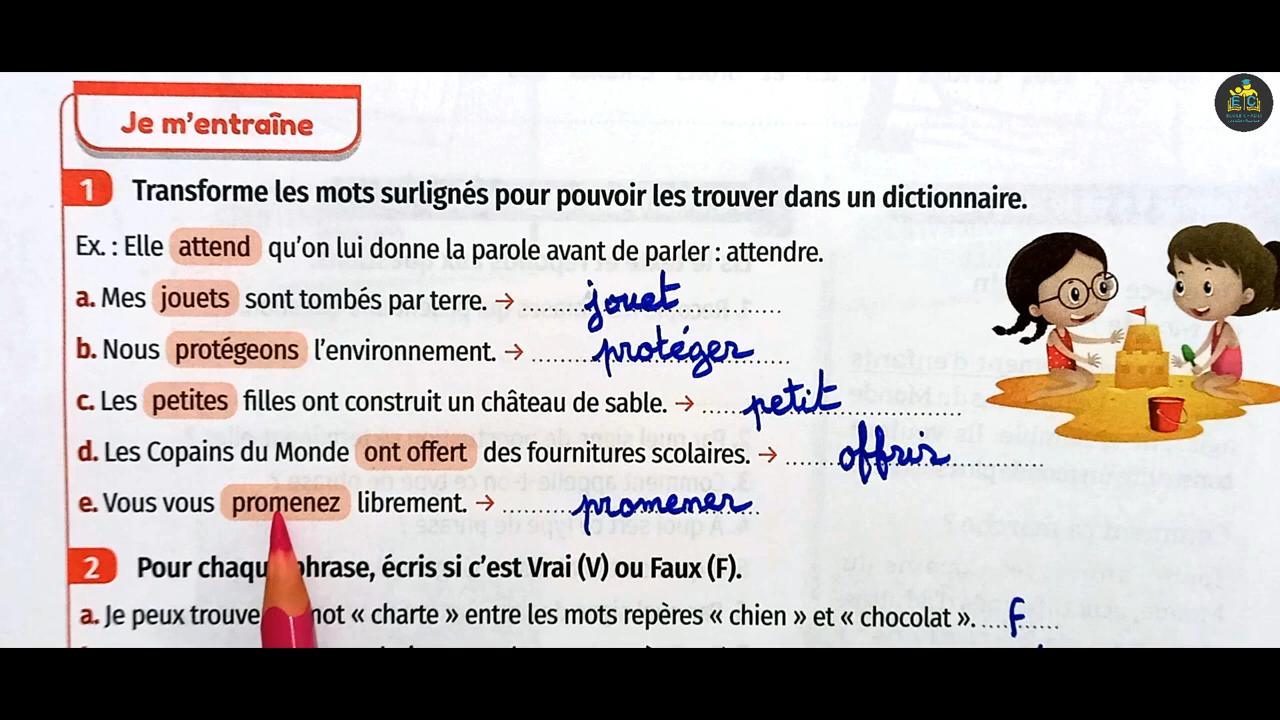 EC
Je m'entraîne
1 Transforme les mots surlignés pour pouvoir les trouver dans un dictionnaire.
Ex. : Elle attend qu'on lui donne la parole avant de parler : attendre.
a. Mes jouets sont tombés par terre. → jouet
b. Nous protégeons l'environnement. → protéger
c. Les petites filles ont construit un château de sable. → petit
d. Les Copains du Monde ont offert des fournitures scolaires. → offrir
e. Vous vous promenez librement. → promener
2 Pour chaque phrase, écris si c'est Vrai (V) ou Faux (F).
a. Je peux trouve mot « charte » entre les mots repères « chien » et « chocolat ». F